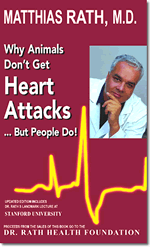 MATTHIAS RATH, M.D.
Why Animals
Don't Get
Heart
Attacks
... But People Do!
UPDATED EDITION INCLUDES
DR. RATH'S LANDMARK LECTURE AT
STANFORD UNIVERSITY
PROCEEDS FROM THE SALES OF THIS BOOK GO TO THE
DR. RATH HEALTH FOUNDATION